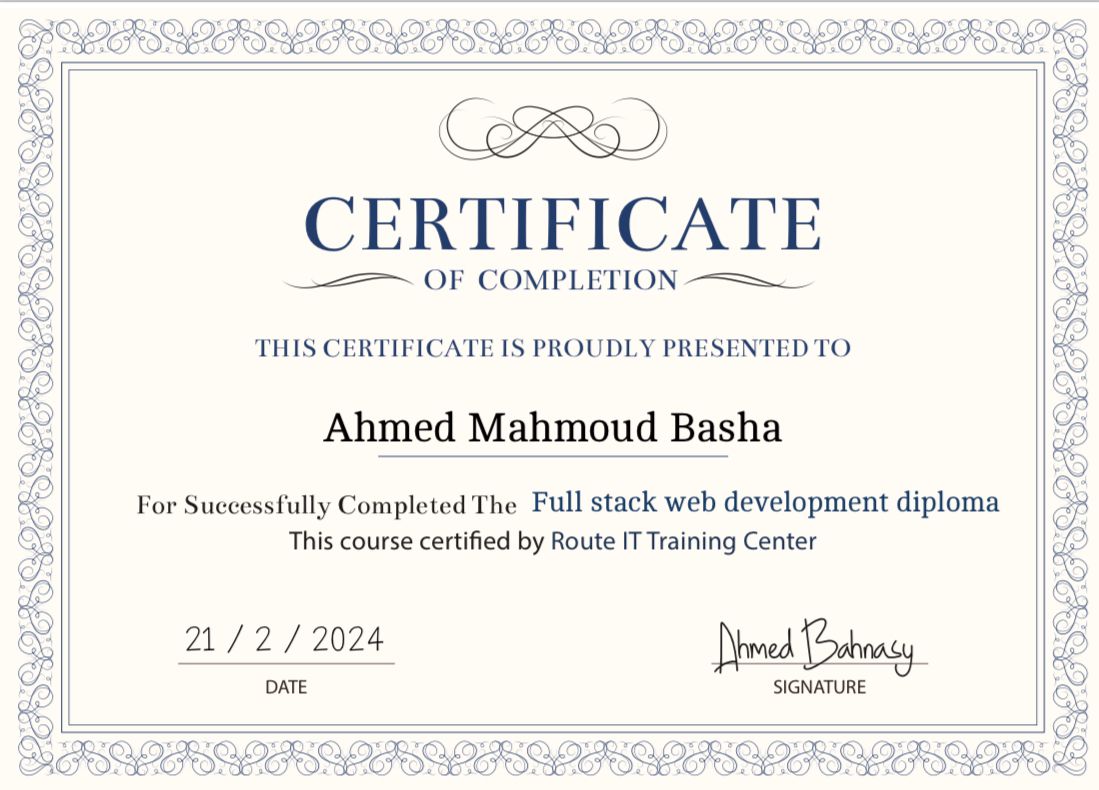 CERTIFICATE
OF COMPLETION
THIS CERTIFICATE IS PROUDLY PRESENTED TO
Ahmed Mahmoud Basha
For Successfully Completed The Full stack web development diploma
This course certified by Route IT Training Center
21 / 2 / 2024
Ahmed Bahnasy
DATE
SIGNATURE